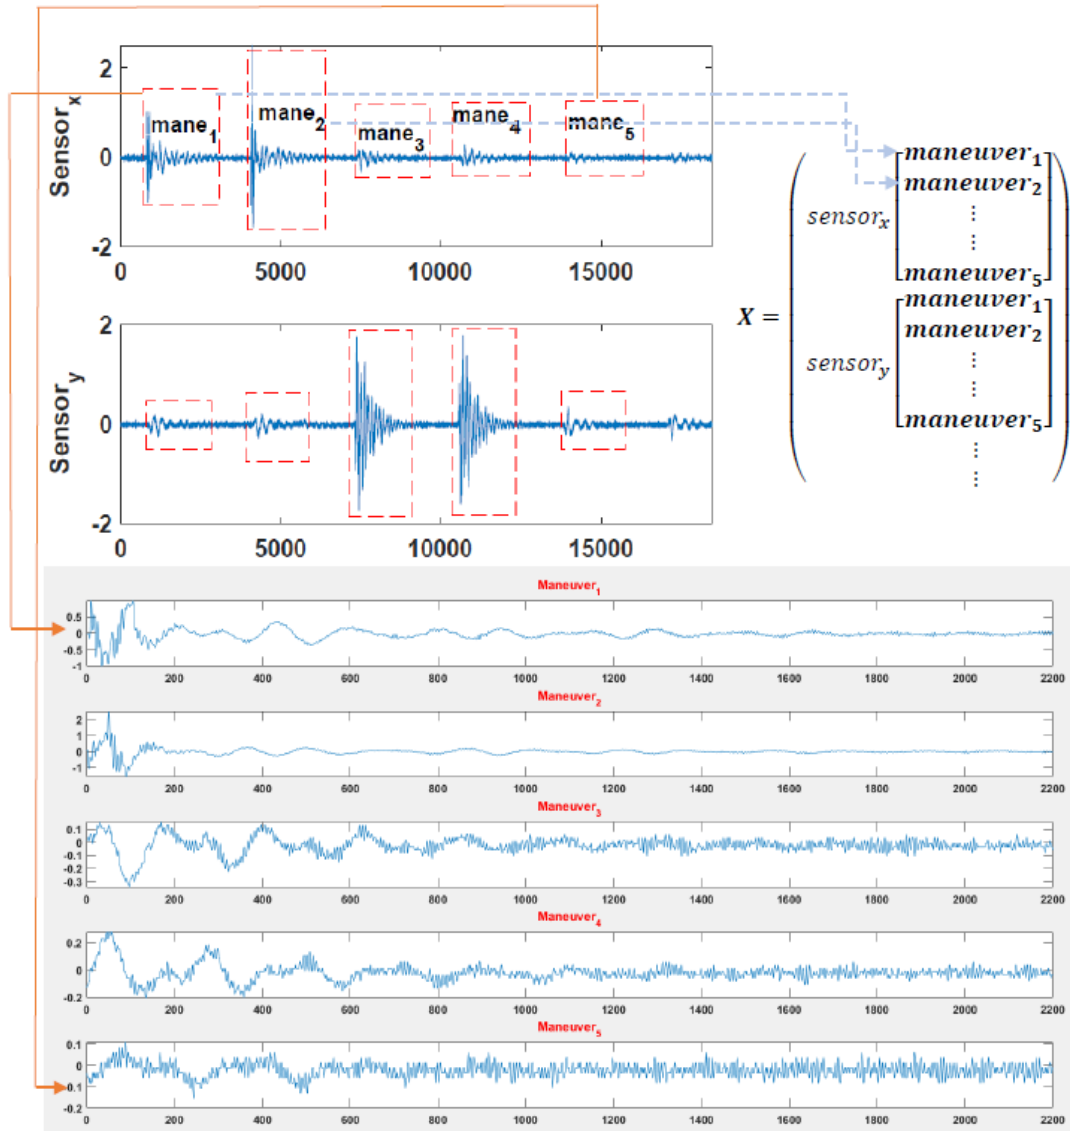 2
0
-2
Sensor_x
mane_1
mane_2
mane_3
mane_4
mane_5
0 5000 10000 15000
2
0
-2
Sensor_y
0 5000 10000 15000
X =
sensor_x
maneuver_1
maneuver_2
⋮
⋮
maneuver_5
sensor_y
maneuver_1
maneuver_2
⋮
⋮
maneuver_5
⋮
⋮
Maneuver_1
0.5
0
-0.5
-1
0 200 400 600 800 1000 1200 1400 1600 1800 2000 2200
Maneuver_2
2
1
0
-1
0 200 400 600 800 1000 1200 1400 1600 1800 2000 2200
Maneuver_3
0.1
0
-0.1
-0.2
-0.3
0 200 400 600 800 1000 1200 1400 1600 1800 2000 2200
Maneuver_4
0.2
0
-0.2
0 200 400 600 800 1000 1200 1400 1600 1800 2000 2200
Maneuver_5
0.1
0
-0.1
-0.2
0 200 400 600 800 1000 1200 1400 1600 1800 2000 2200